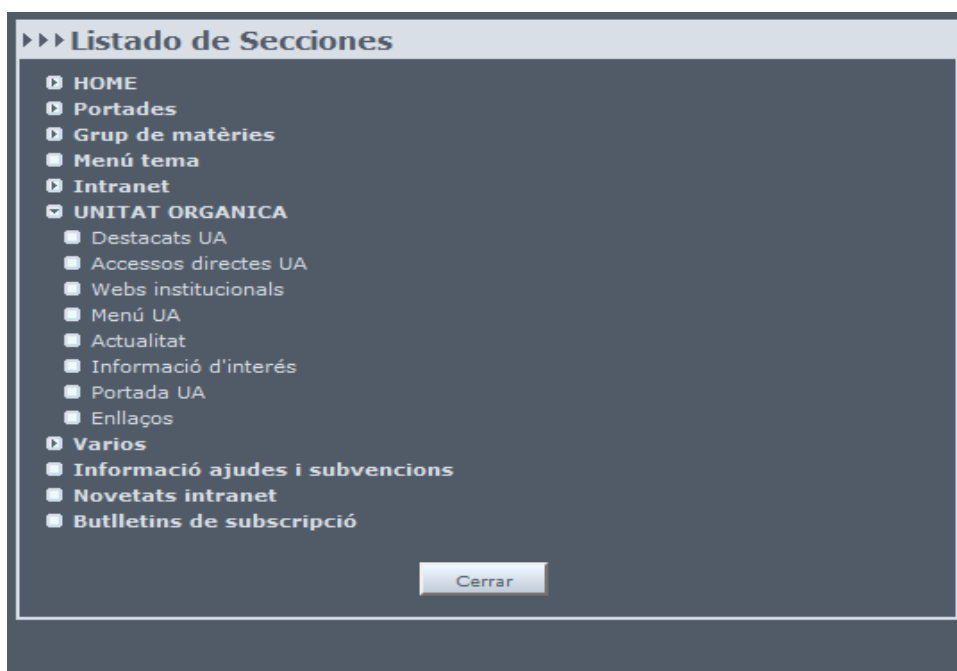 Listado de Secciones
HOME
Portades
Grup de matèries
Menú tema
Intranet
UNITAT ORGANICA
Destacats UA
Accessos directes UA
Webs institucionals
Menú UA
Actualitat
Informació d'interés
Portada UA
Enllaços
Varios
Informació ajudes i subvencions
Novetats intranet
Butlletins de subscripció
Cerrar